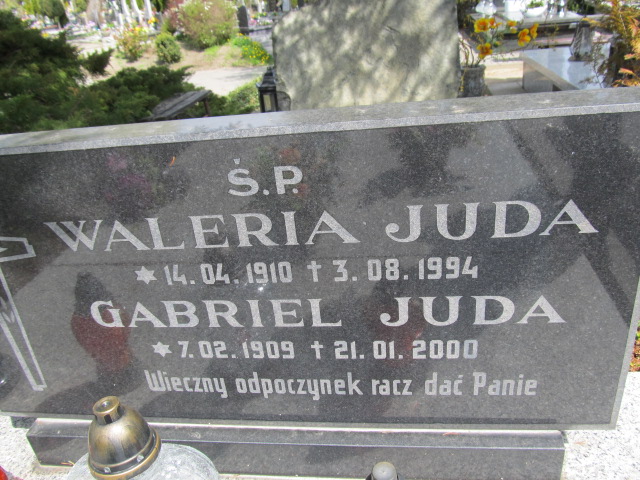 Ś.P.
WALERIA JUDA
✡ 14.04.1910 † 3.08.1994
GABRIEL JUDA
✡ 7.02.1909 † 21.01.2000
Wieczny odpoczynek racz dać Panie